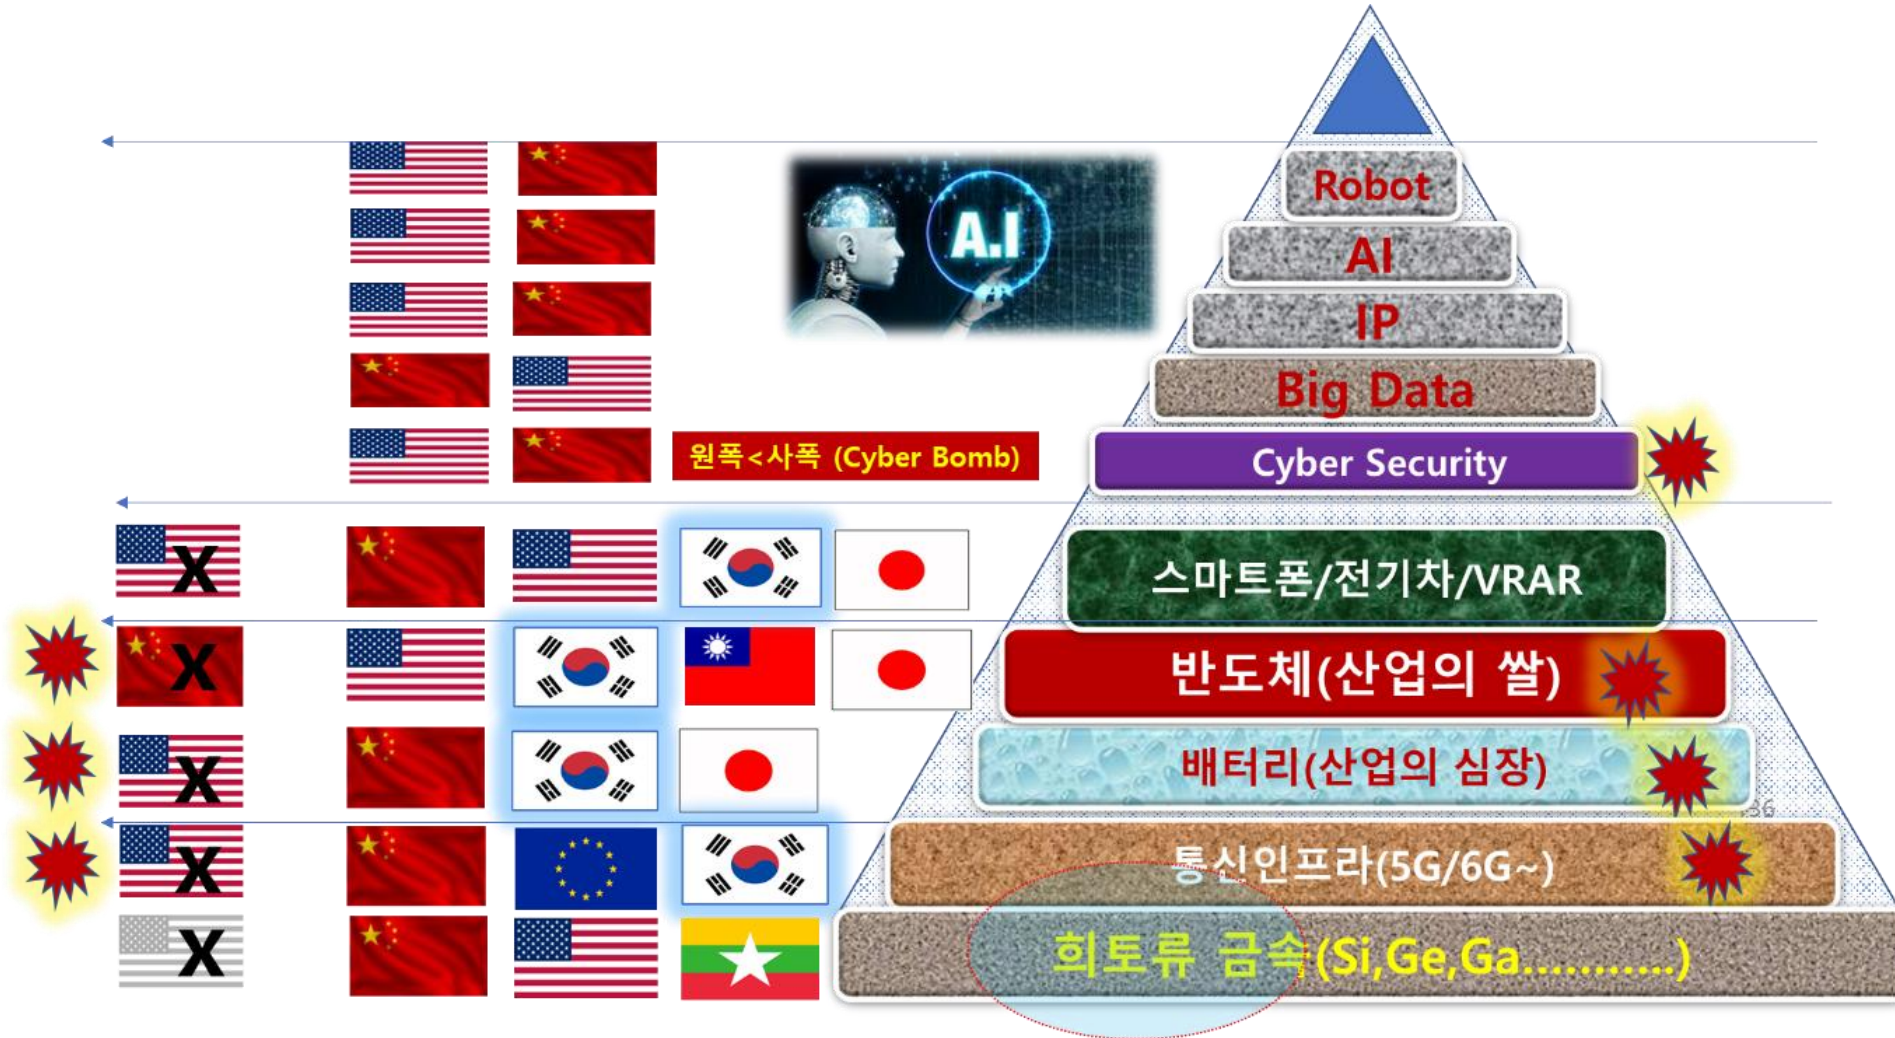 Robot
A.I
AI
IP
Big Data
원폭<사폭 (Cyber Bomb)
Cyber Security
X
스마트폰/전기차/VRAR
X
반도체(산업의 쌀)
X
배터리(산업의 심장)
36
X
통신인프라(5G/6G~)
X
희토류 금속(Si,Ge,Ga...........)